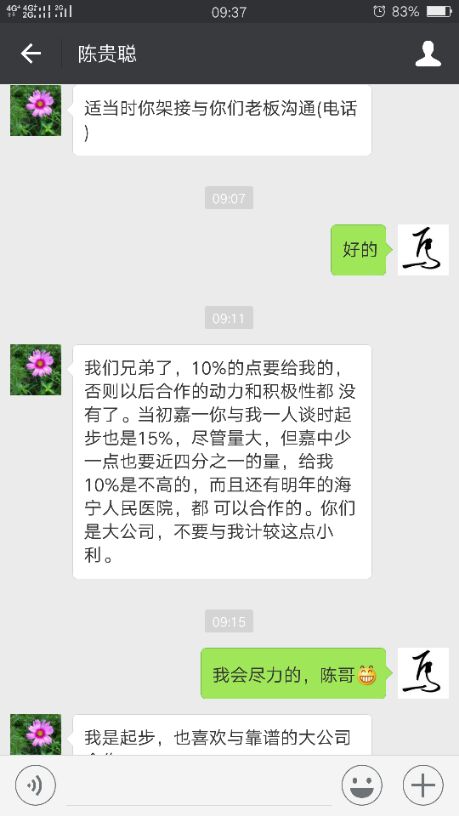 4G+ 4G 2G
2G 2G
09:37
83%
陈贵聪
适当时你架接与你们老板沟通(电话
)
09:07
好的
09:11
我们兄弟了，10%的点要给我的，
否则以后合作的动力和积极性都 没
有了。当初嘉一你与我一人谈时起
步也是15%，尽管量大，但嘉中少
一点也要近四分之一的量，给我
10%是不高的，而且还有明年的海
宁人民医院，都 可以合作的。你们
是大公司，不要与我计较这点小
利。
09:15
我会尽力的，陈哥😁
我是起步，也喜欢与靠谱的大公司